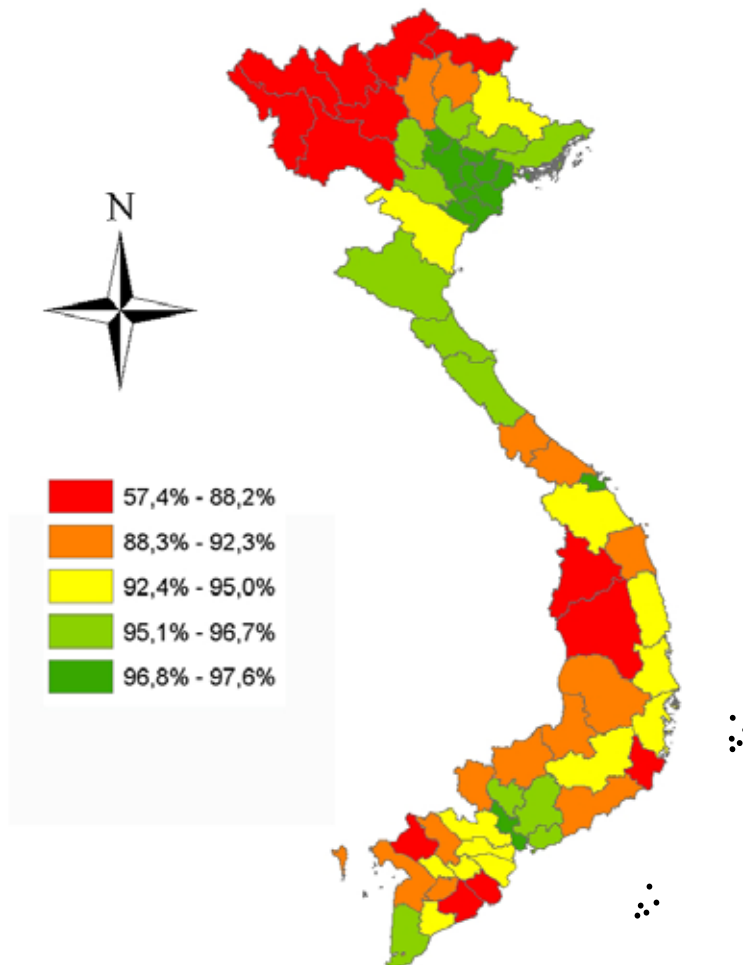 N
57,4% - 88,2%
88,3% - 92,3%
92,4% - 95,0%
95,1% - 96,7%
96,8% - 97,6%